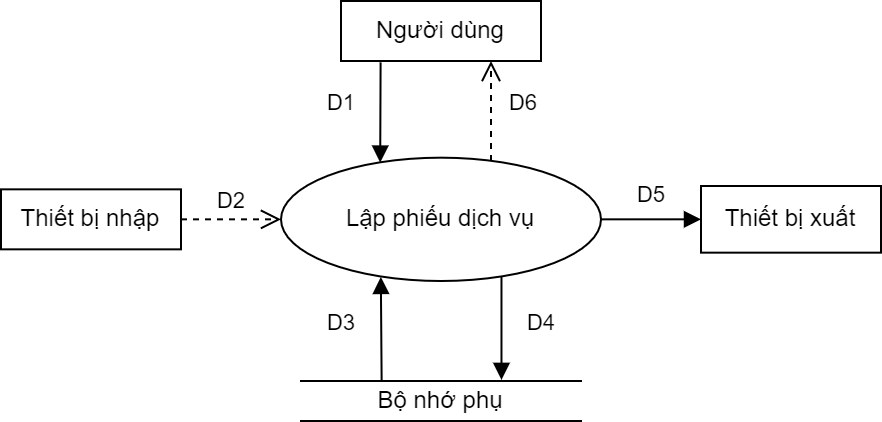 Người dùng
D1
D6
Thiết bị nhập
D2
Lập phiếu dịch vụ
D5
Thiết bị xuất
D3
D4
Bộ nhớ phụ